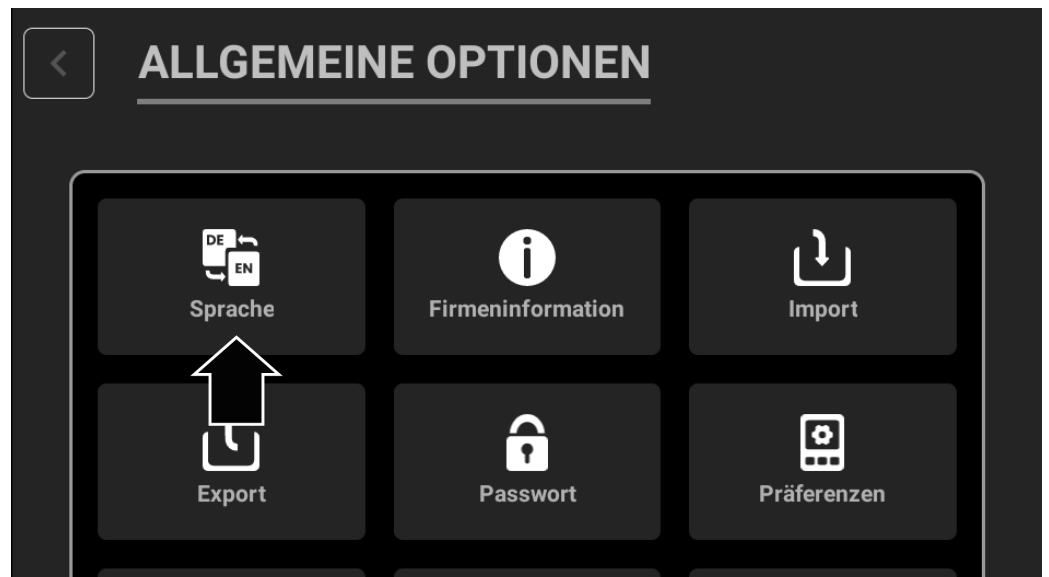 ALLGEMEINE OPTIONEN
DE
EN
Sprache
Firmeninformation
Import
Export
Passwort
Präferenzen